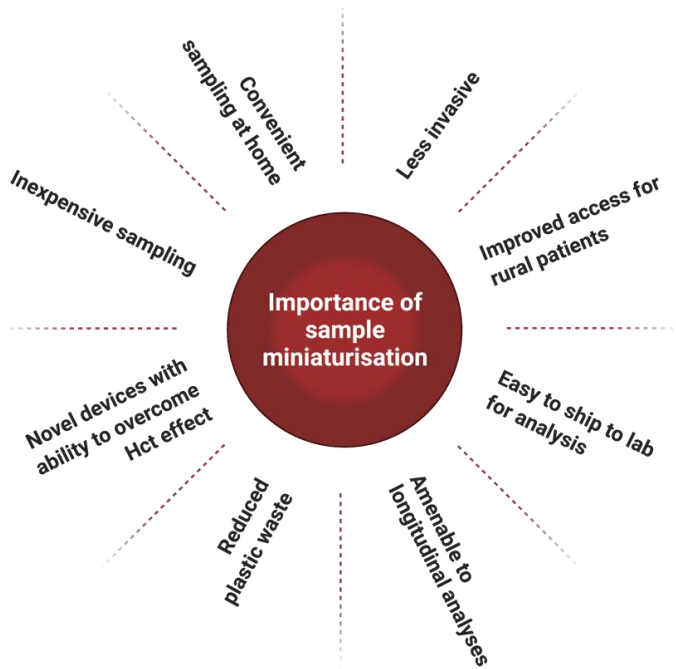 Importance of
sample
miniaturisation
Less invasive
Improved access for
rural patients
Easy to ship to lab
for analysis
Amenable to
longitudinal analyses
Reduced
plastic waste
Novel devices with
ability to overcome
Hct effect
Inexpensive sampling
Convenient
sampling at home